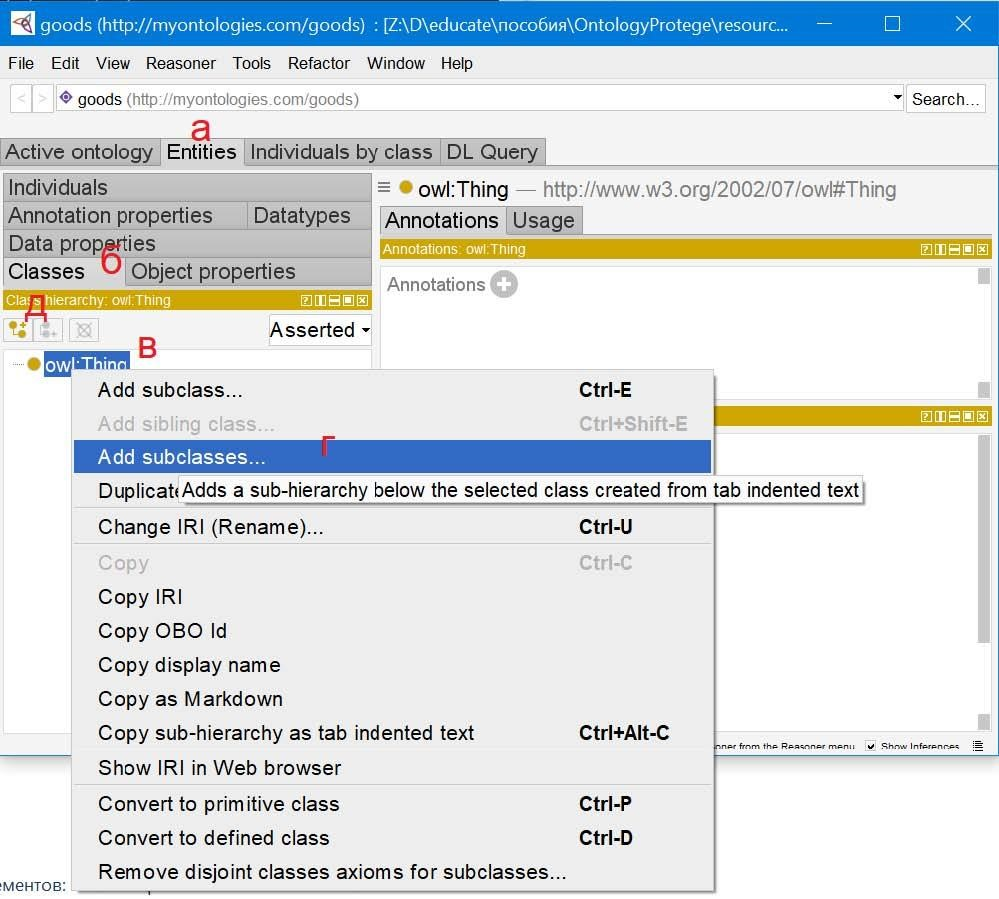 goods (http://myontologies.com/goods) : [Z:\D\educate\пособия\OntologyProtege\resourc...
File Edit View Reasoner Tools Refactor Window Help
< > goods (http://myontologies.com/goods) Search...
а
Active ontology Entities Individuals by class DL Query
Individuals
Annotation properties Datatypes
Data properties
б
Classes Object properties
Class hierarchy: owl:Thing
д
Asserted
в
owl:Thing
owl:Thing — http://www.w3.org/2002/07/owl#Thing
Annotations Usage
Annotations: owl:Thing
Annotations
Add subclass... Ctrl-E
Add sibling class... Ctrl+Shift-E
г
Add subclasses...
Duplicate
Adds a sub-hierarchy below the selected class created from tab indented text
Change IRI (Rename)... Ctrl-U
Copy Ctrl-C
Copy IRI
Copy OBO Id
Copy display name
Copy as Markdown
Copy sub-hierarchy as tab indented text Ctrl+Alt-C
Show IRI in Web browser
Convert to primitive class Ctrl-P
Convert to defined class Ctrl-D
Remove disjoint classes axioms for subclasses...
from the Reasoner menu Show Inferences
ементов: